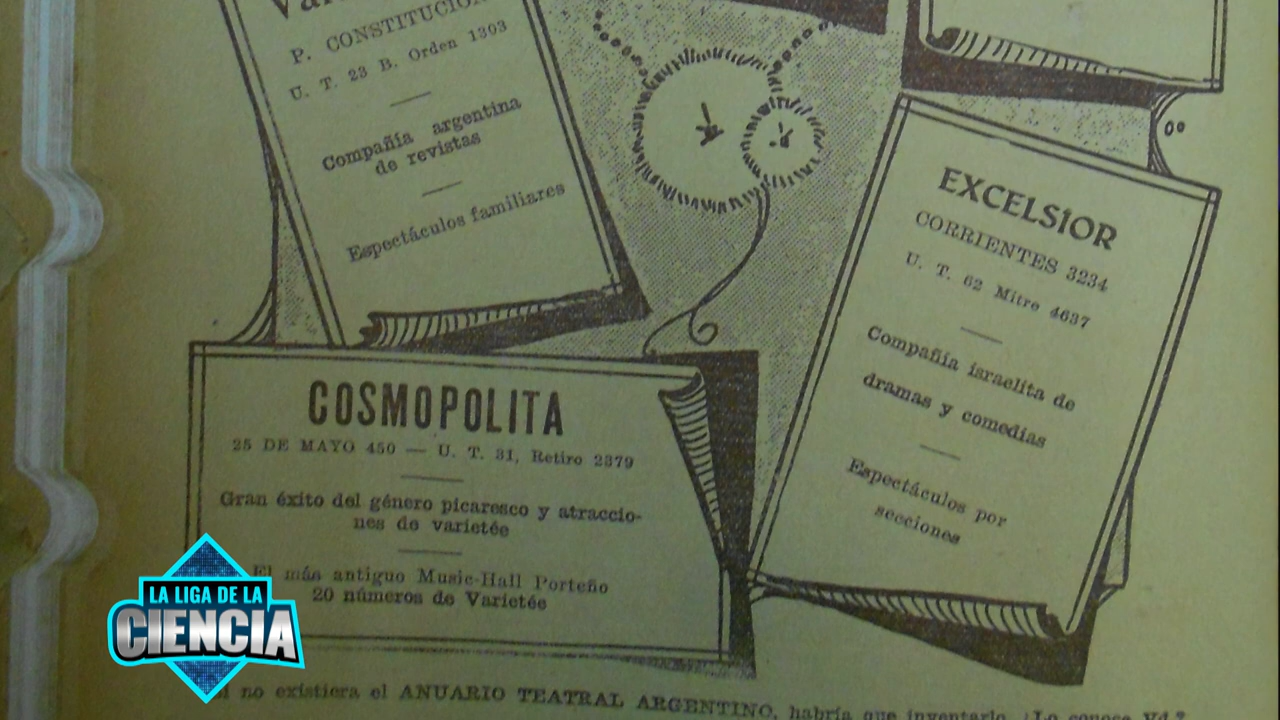 P. CONSTITUCION
U. T. 23 B. Orden 1303
Compañía argentina
de revistas
Espectáculos familiares
EXCELSIOR
CORRIENTES 3234
U. T. 62 Mitre 4637
Compañía israelita de
dramas y comedias
Espectáculos por
secciones
COSMOPOLITA
25 DE MAYO 450 — U. T. 31, Retiro 2379
Gran éxito del género picaresco y atraccio-
nes de varietée
El más antiguo Music-Hall Porteño
20 números de Varietée
LA LIGA DE LA
CIENCIA
no existiera el ANUARIO TEATRAL ARGENTINO, habría que inventarlo. ¿Lo conoce Vd.?